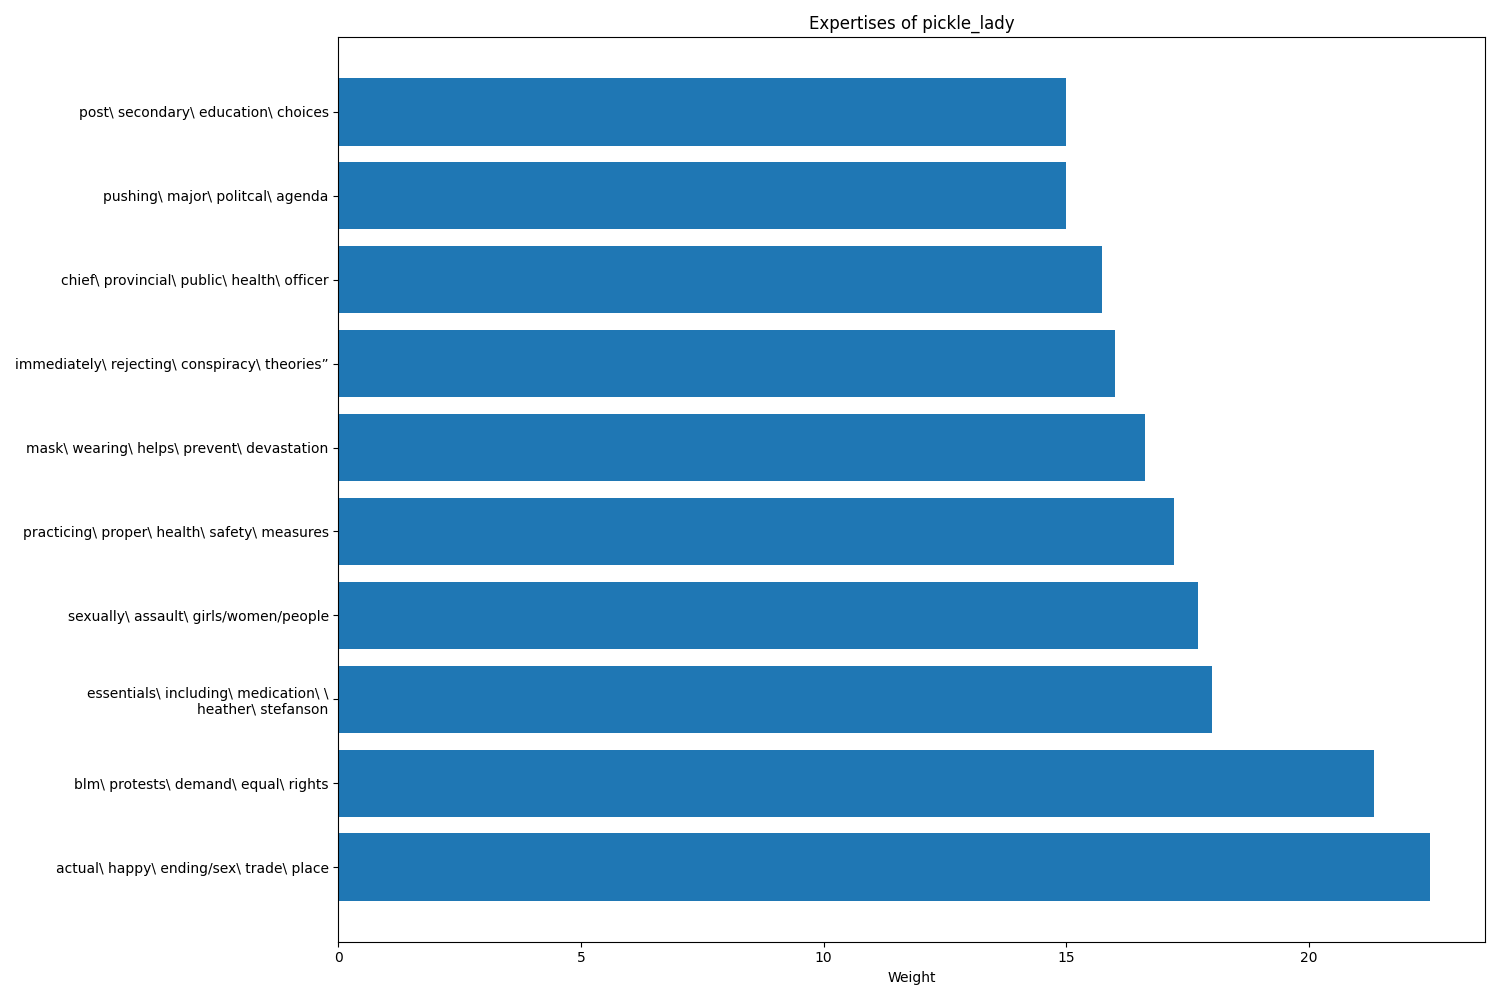 Expertises of pickle_lady
post\ secondary\ education\ choices
pushing\ major\ politcal\ agenda
chief\ provincial\ public\ health\ officer
immediately\ rejecting\ conspiracy\ theories”
mask\ wearing\ helps\ prevent\ devastation
practicing\ proper\ health\ safety\ measures
sexually\ assault\ girls/women/people
essentials\ including\ medication\ \
heather\ stefanson
blm\ protests\ demand\ equal\ rights
actual\ happy\ ending/sex\ trade\ place
0 5 10 15 20
Weight